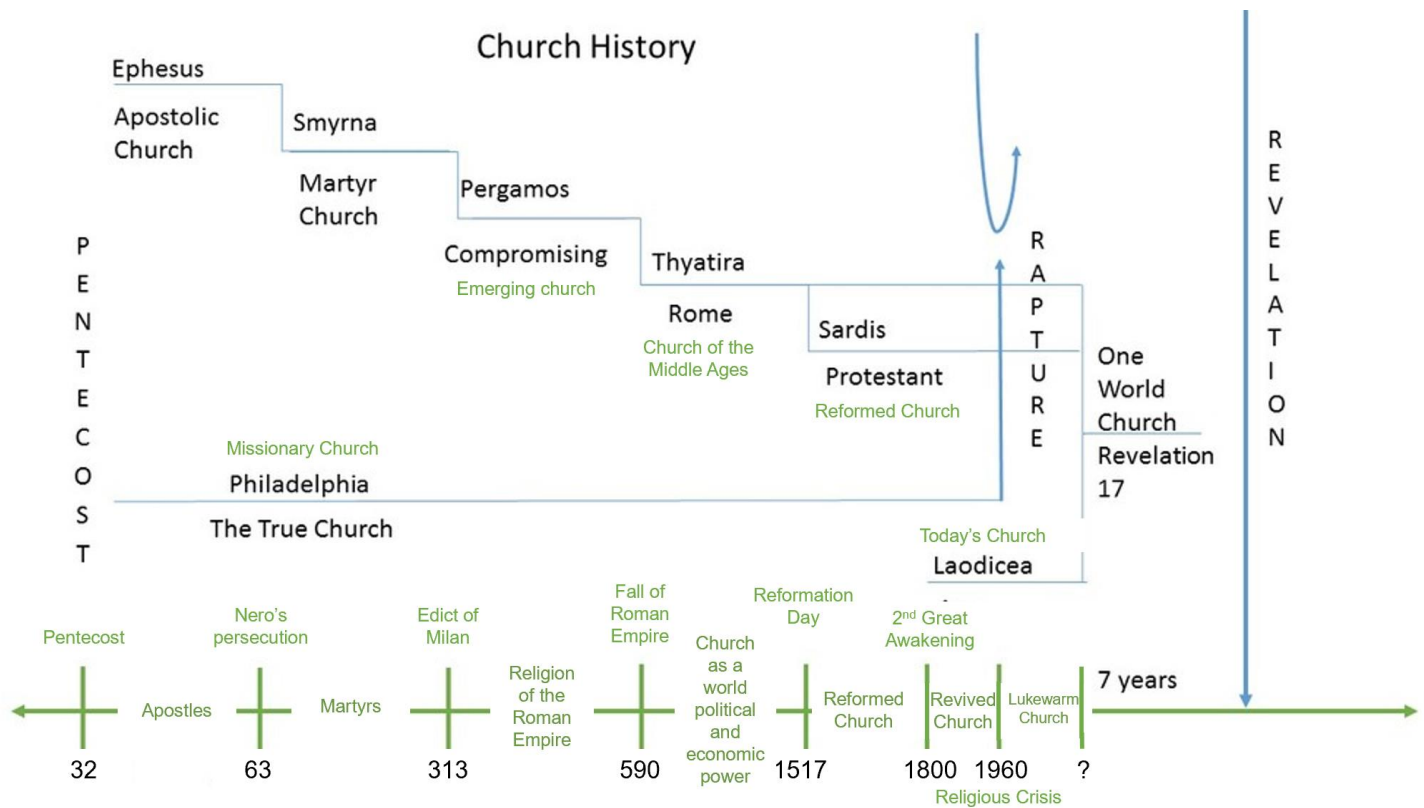 Church History
Ephesus
Apostolic
Church
Smyrna
Martyr
Church
Pergamos
Compromising
Emerging church
Thyatira
Rome
Church of the
Middle Ages
Sardis
Protestant
Reformed Church
PENTECOST
Missionary Church
Philadelphia
The True Church
RAPTURE
One
World
Church
Revelation
17
REVELATION
Today's Church
Laodicea
Pentecost
Nero's
persecution
Edict of
Milan
Fall of
Roman
Empire
Reformation
Day
2nd Great
Awakening
Apostles
Martyrs
Religion
of the
Roman
Empire
Church
as a
world
political
and
economic
power
Reformed
Church
Revived
Church
Lukewarm
Church
7 years
32
63
313
590
1517
1800
1960
?
Religious Crisis